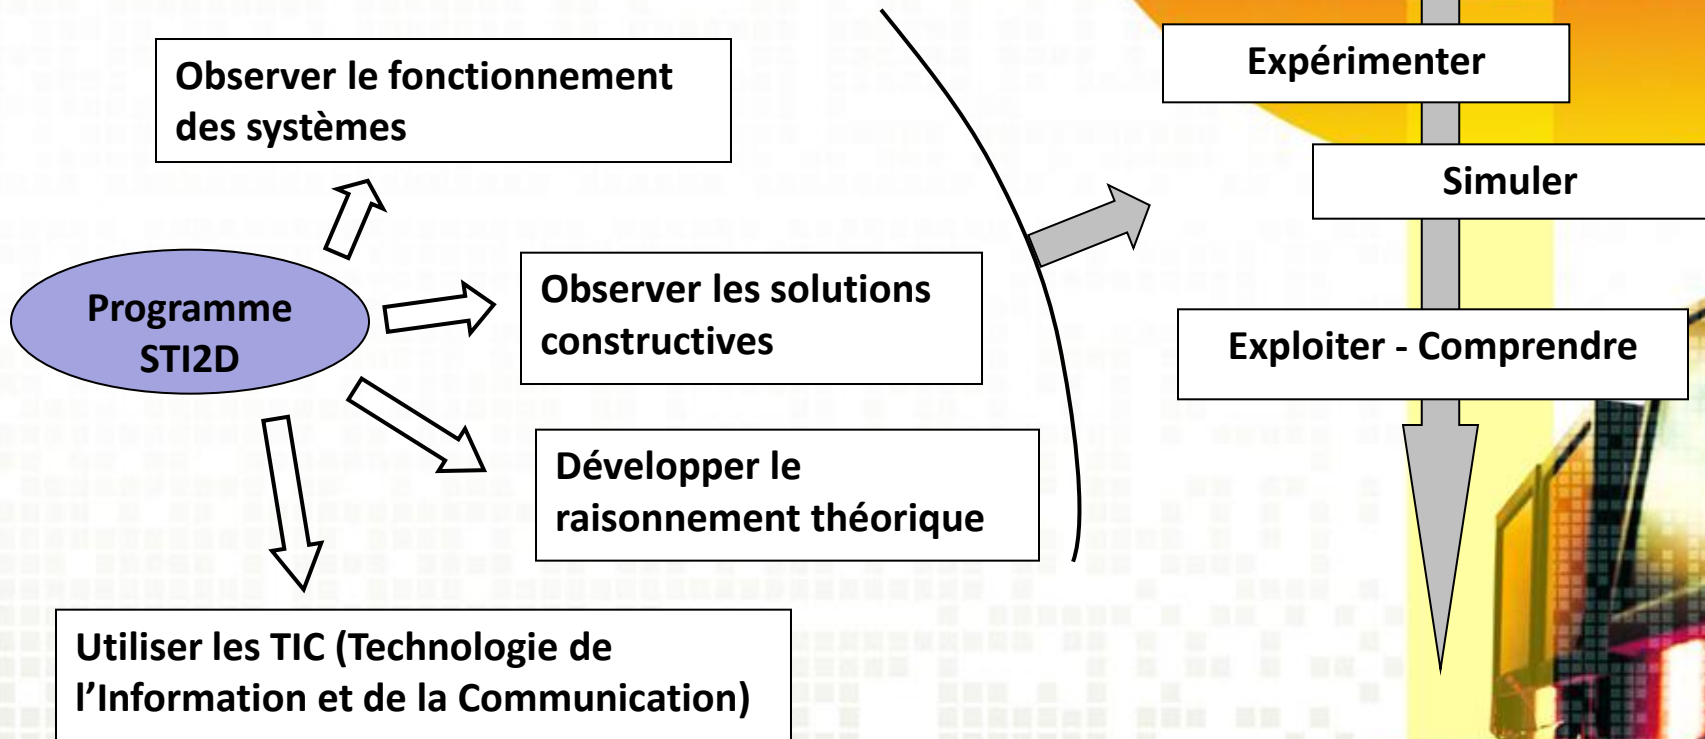 Observer le fonctionnement
des systèmes
Programme
STI2D
Observer les solutions
constructives
Développer le
raisonnement théorique
Utiliser les TIC (Technologie de
l’Information et de la Communication)
Expérimenter
Simuler
Exploiter - Comprendre